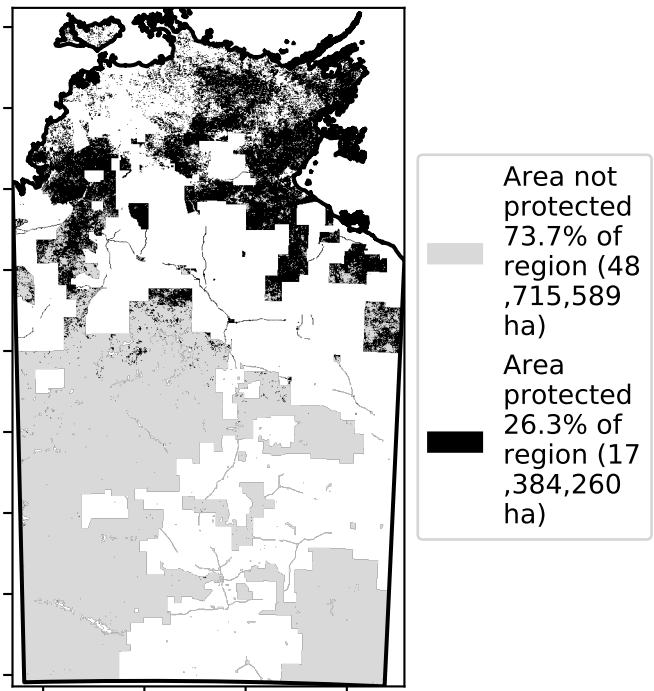 Area not
protected
73.7% of
region (48
,715,589
ha)
Area
protected
26.3% of
region (17
,384,260
ha)